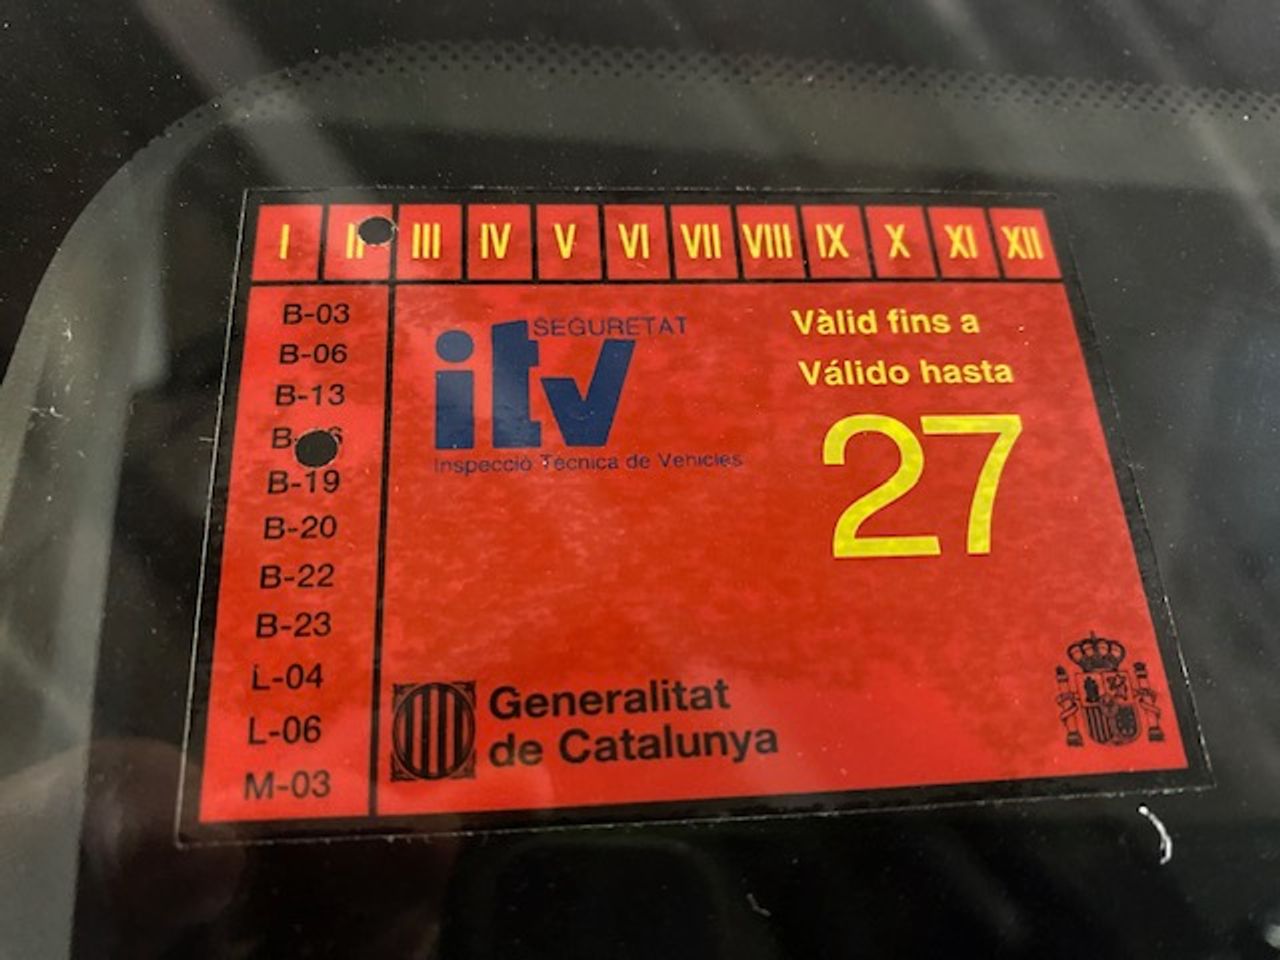 I II III IV V VI VII VIII IX X XI XII
B-03
B-06
B-13
B-19
B-20
B-22
B-23
L-04
L-06
M-03
SEGURETAT
itv
Inspecció Tècnica de Vehicles
Vàlid fins a
Válido hasta
27
Generalitat
de Catalunya